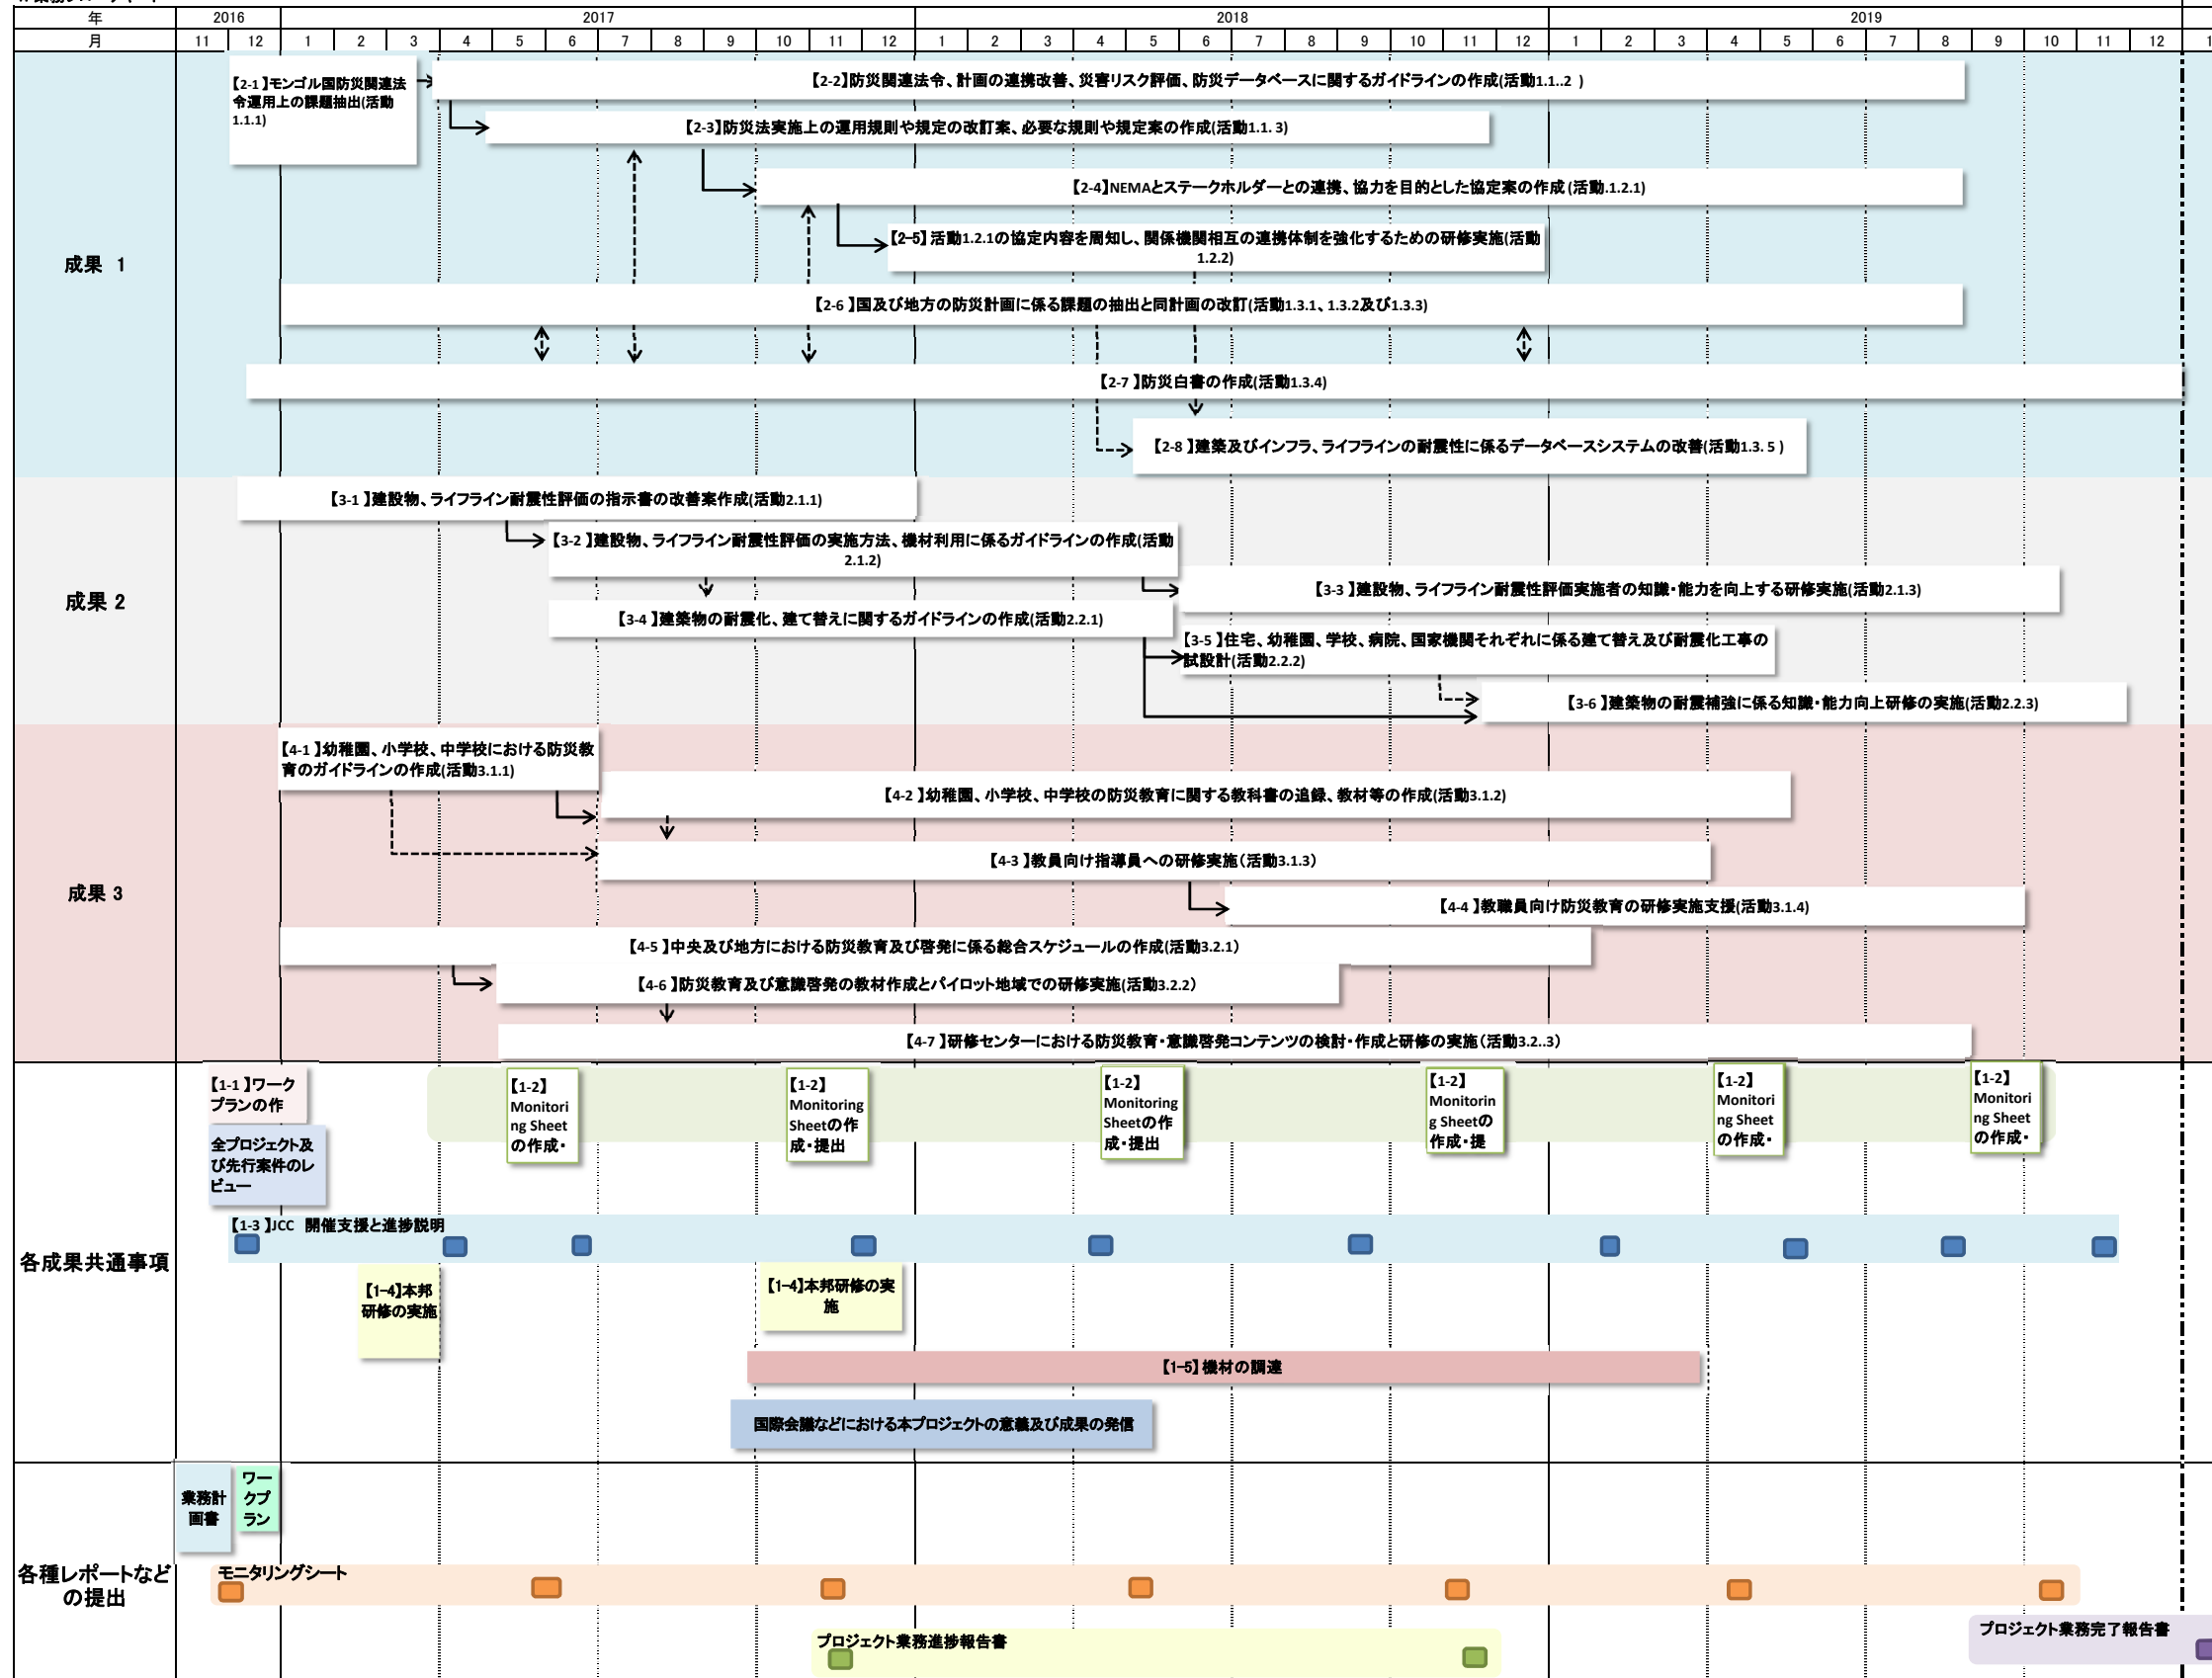 年 2016 2017 2018 2019
月 11 12 1 2 3 4 5 6 7 8 9 10 11 12 1 2 3 4 5 6 7 8 9 10 11 12 1 2 3 4 5 6 7 8 9 10 11 12
成果 1
【2-1 】モンゴル国防災関連法
令運用上の課題抽出(活動
1.1.1)
【2-2】防災関連法令、計画の連携改善、災害リスク評価、防災データベースに関するガイドラインの作成(活動1.1..2 )
【2-3】防災法実施上の運用規則や規定の改訂案、必要な規則や規定案の作成(活動1.1. 3)
【2-4】NEMAとステークホルダーとの連携、協力を目的とした協定案の作成 (活動.1.2.1)
【2−5】 活動1.2.1の協定内容を周知し、関係機関相互の連携体制を強化するための研修実施(活動
1.2.2)
【2-6 】国及び地方の防災計画に係る課題の抽出と同計画の改訂(活動1.3.1、1.3.2及び1.3.3)
【2-7 】防災白書の作成(活動1.3.4)
【2-8 】建築及びインフラ、ライフラインの耐震性に係るデータベースシステムの改善(活動1.3. 5 )
成果 2
【3-1 】建設物、ライフライン耐震性評価の指示書の改善案作成(活動2.1.1)
【3-2 】建設物、ライフライン耐震性評価の実施方法、機材利用に係るガイドラインの作成(活動
2.1.2)
【3-3 】建設物、ライフライン耐震性評価実施者の知識・能力を向上する研修実施(活動2.1.3)
【3-4 】建築物の耐震化、建て替えに関するガイドラインの作成(活動2.2.1)
【3-5 】住宅、幼稚園、学校、病院、国家機関それぞれに係る建て替え及び耐震化工事の
試設計(活動2.2.2)
【3-6 】建築物の耐震補強に係る知識・能力向上研修の実施(活動2.2.3)
成果 3
【4-1 】幼稚園、小学校、中学校における防災教
育のガイドラインの作成(活動3.1.1)
【4-2 】幼稚園、小学校、中学校の防災教育に関する教科書の追録、教材等の作成(活動3.1.2)
【4-3 】教員向け指導員への研修実施(活動3.1.3)
【4-4 】教職員向け防災教育の研修実施支援(活動3.1.4)
【4-5 】中央及び地方における防災教育及び啓発に係る総合スケジュールの作成(活動3.2.1)
【4-6 】防災教育及び意識啓発の教材作成とパイロット地域での研修実施(活動3.2.2)
【4-7 】研修センターにおける防災教育・意識啓発コンテンツの検討・作成と研修の実施(活動3.2..3)
各成果共通事項
【1-1 】ワーク
プランの作
全プロジェクト及
び先行案件のレ
ビュー
【1-2】
Monitori
ng Sheet
の作成・
【1-2】
Monitoring
Sheetの作
成・提出
【1-2】
Monitoring
Sheetの作
成・提出
【1-2】
Monitorin
g Sheetの
作成・提
【1-2】
Monitori
ng Sheet
の作成・
【1-2】
Monitori
ng Sheet
の作成・
【1-3 】JCC 開催支援と進捗説明
【1−4】本邦
研修の実施
【1−4】本邦研修の実
施
【1−5】 機材の調達
国際会議などにおける本プロジェクトの意義及び成果の発信
各種レポートなど
の提出
業務計
画書
ワー
クプ
ラン
モニタリングシート
プロジェクト業務進捗報告書
プロジェクト業務完了報告書